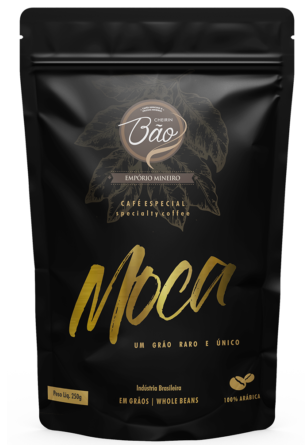 CHEIRIN
Bão
EMPÓRIO MINEIRO
CAFÉ ESPECIAL
specialty coffee
Moca
UM GRÃO RARO E ÚNICO
Indústria Brasileira
Peso Líq. 250g
EM GRÃOS | WHOLE BEANS
100% ARÁBICA